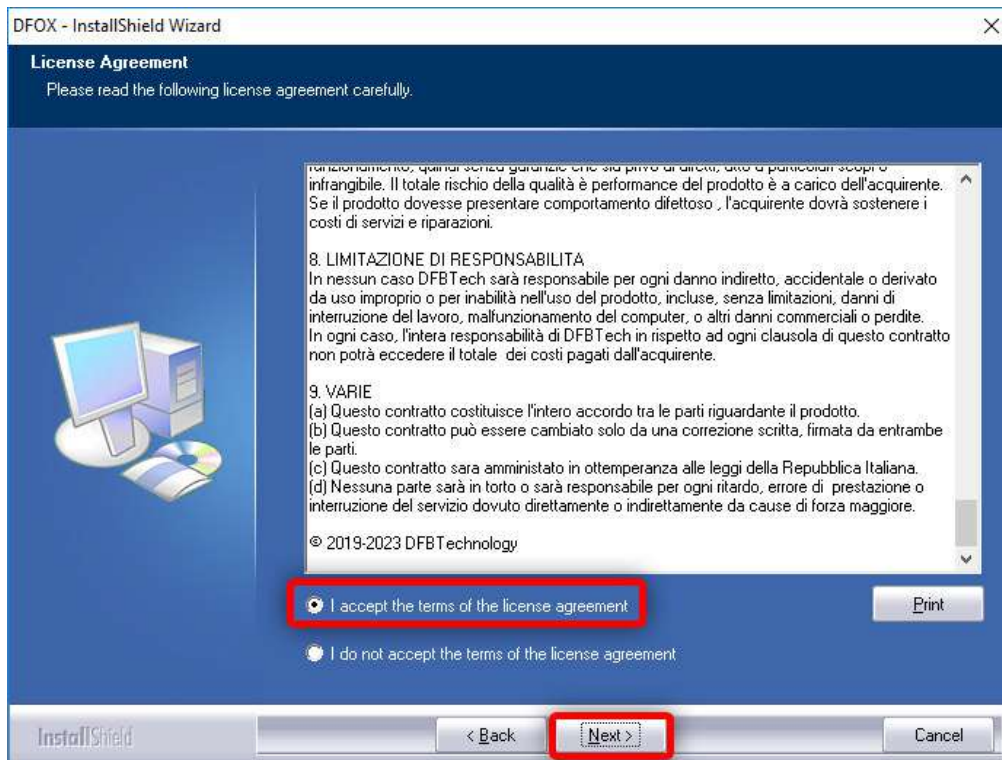 DFOX - InstallShield Wizard
License Agreement
Please read the following license agreement carefully.
infrangibile. Il totale rischio della qualità è performance del prodotto è a carico dell'acquirente.
Se il prodotto dovesse presentare comportamento difettoso , l'acquirente dovrà sostenere i
costi di servizi e riparazioni.
8. LIMITAZIONE DI RESPONSABILITA
In nessun caso DFBTech sarà responsabile per ogni danno indiretto, accidentale o derivato
da uso improprio o per inabilità nell'uso del prodotto, incluse, senza limitazioni, danni di
interruzione del lavoro, malfunzionamento del computer, o altri danni commerciali o perdite.
In ogni caso, l'intera responsabilità di DFBTech in rispetto ad ogni clausola di questo contratto
non potrà eccedere il totale  dei costi pagati dall'acquirente.
9. VARIE
(a) Questo contratto costituisce l'intero accordo tra le parti riguardante il prodotto.
(b) Questo contratto può essere cambiato solo da una correzione scritta, firmata da entrambe
le parti.
(c) Questo contratto sara amministato in ottemperanza alle leggi della Repubblica Italiana.
(d) Nessuna parte sarà in torto o sarà responsabile per ogni ritardo, errore di  prestazione o
interruzione del servizio dovuto direttamente o indirettamente da cause di forza maggiore.
© 2019-2023 DFBTechnology
I accept the terms of the license agreement
Print
I do not accept the terms of the license agreement
InstallShield
< Back
Next >
Cancel